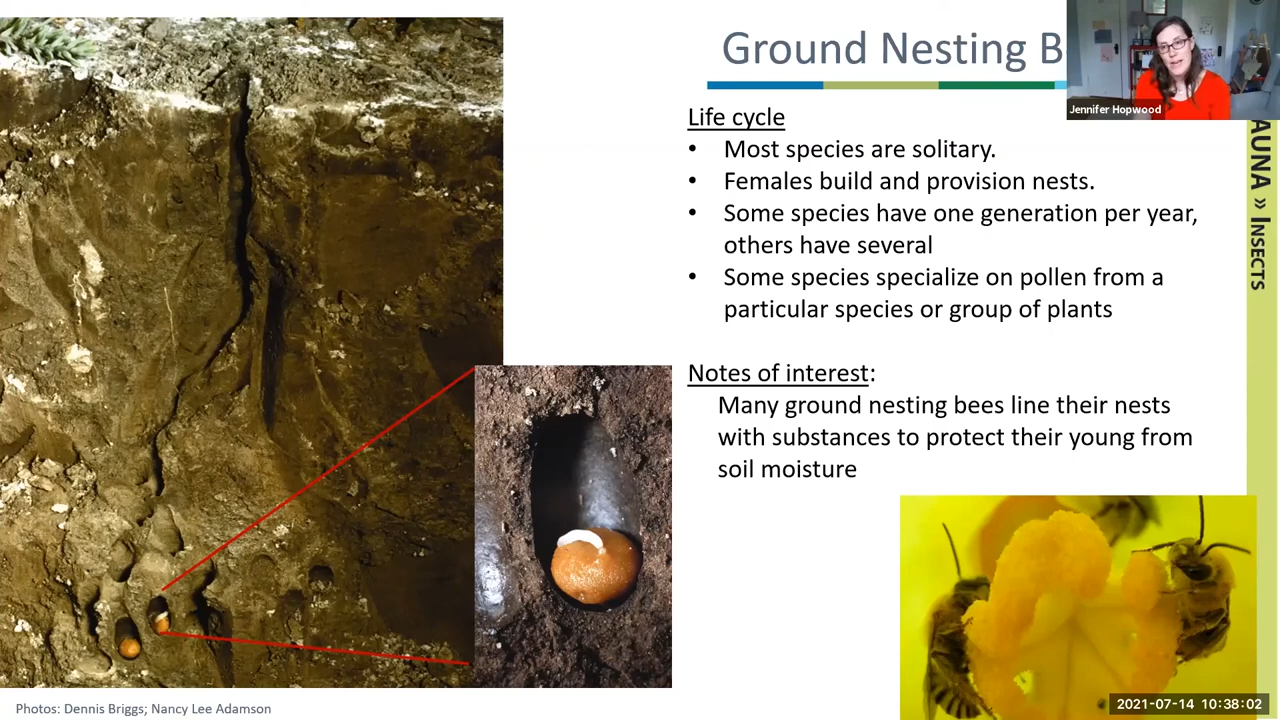 Ground Nesting B
Jennifer Hopwood
Life cycle
• Most species are solitary.
• Females build and provision nests.
• Some species have one generation per year,
others have several
• Some species specialize on pollen from a
particular species or group of plants
Notes of interest:
Many ground nesting bees line their nests
with substances to protect their young from
soil moisture
AUNA » INSECTS
Photos: Dennis Briggs; Nancy Lee Adamson
2021-07-14 10:38:02